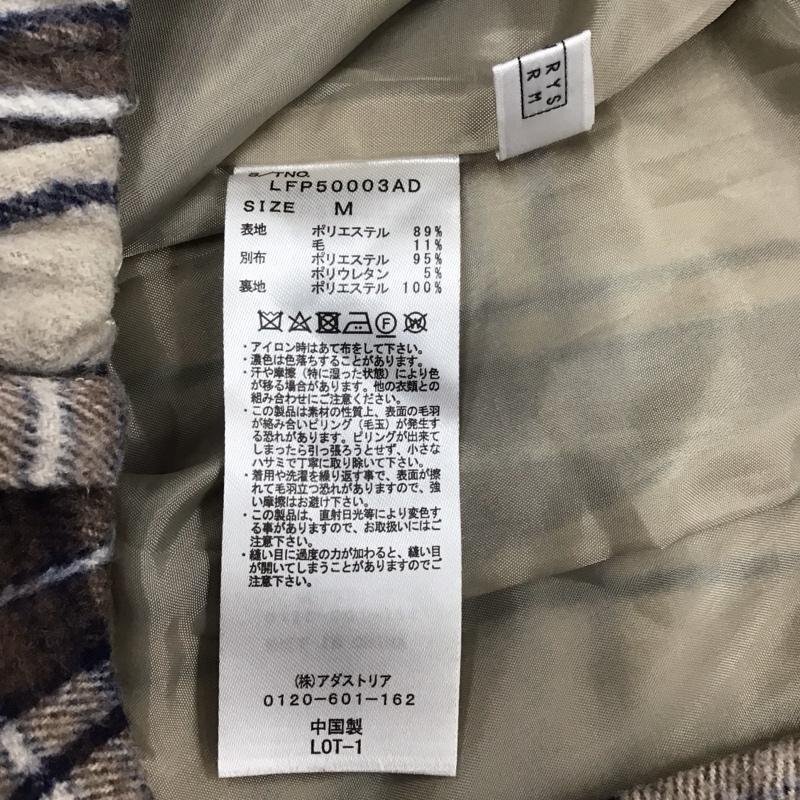 RYS
RM
S/TNO.
LFP50003AD
SIZE M
表地 ポリエステル 89%
毛 11%
別布 ポリエステル 95%
ポリウレタン 5%
裏地 ポリエステル 100%
・アイロン時はあて布をして下さい。
・濃色は色落ちすることがあります。
・汗や摩擦（特に湿った状態）により色
が移る場合があります。他の衣類との
組み合わせにご注意ください。
・この製品は素材の性質上、表面の毛羽
が絡み合いピリング（毛玉）が発生す
る恐れがあります。ピリングが出来て
しまったら引っ張ろうとせず、小さな
ハサミで丁寧に取り除いて下さい。
・着用や洗濯を繰り返す事で、表面が擦
れて毛羽立つ恐れがありますので、強
い摩擦はお避け下さい。
・この製品は、直射日光等により変色す
る事がありますので、お取扱いにはご
注意下さい。
・縫い目に過度の力が加わると、縫い目
が開いてしまうことがありますのでご
注意下さい。
(株)アダストリア
0120-601-162
中国製
LOT-1